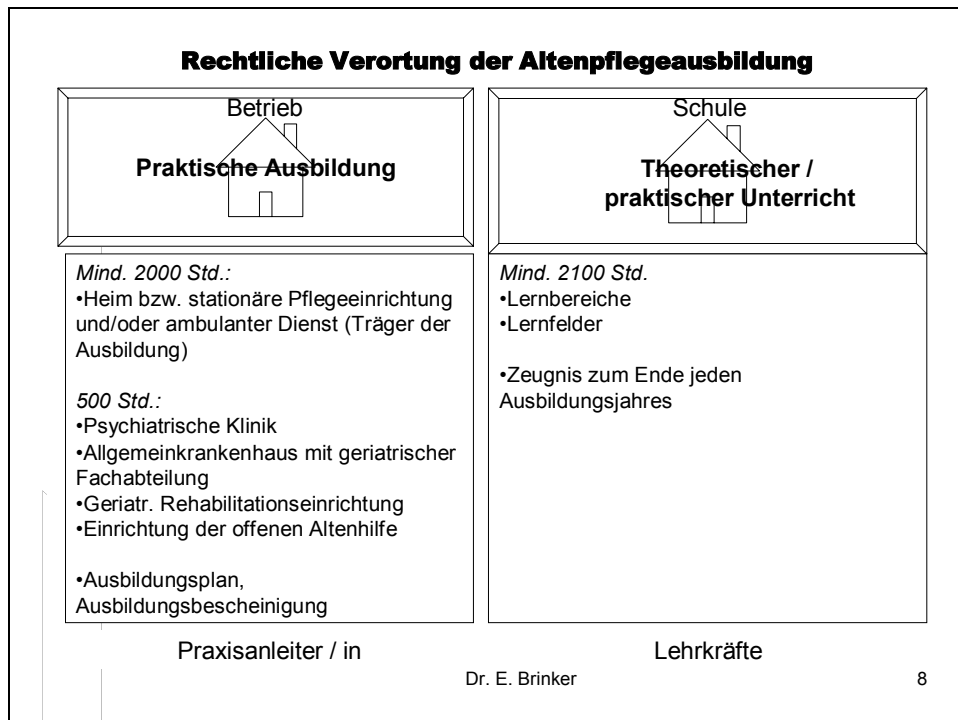 Rechtliche Verortung der Altenpflegeausbildung
Betrieb
Praktische Ausbildung
Mind. 2000 Std.:
•Heim bzw. stationäre Pflegeeinrichtung
und/oder ambulanter Dienst (Träger der
Ausbildung)
500 Std.:
•Psychiatrische Klinik
•Allgemeinkrankenhaus mit geriatrischer
Fachabteilung
•Geriatr. Rehabilitationseinrichtung
•Einrichtung der offenen Altenhilfe
•Ausbildungsplan,
Ausbildungsbescheinigung
Praxisanleiter / in
Schule
Theoretischer /
praktischer Unterricht
Mind. 2100 Std.
•Lernbereiche
•Lernfelder
•Zeugnis zum Ende jeden
Ausbildungsjahres
Lehrkräfte
Dr. E. Brinker
8